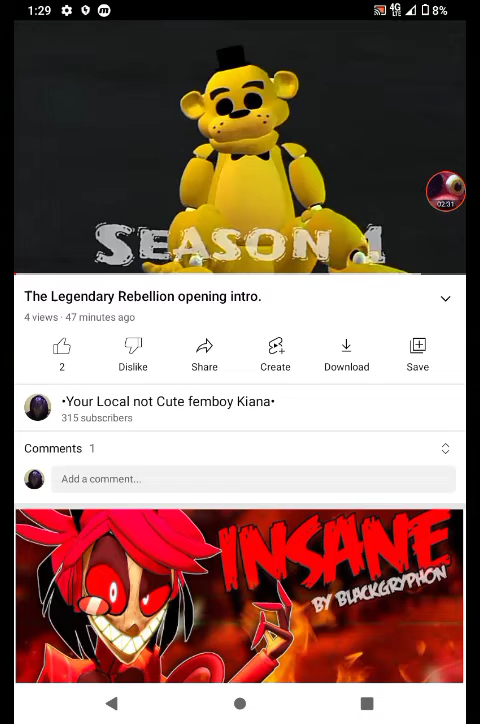 1:29
4G
LTE
8%
SEASON 1
02:31
The Legendary Rebellion opening intro.
4 views · 47 minutes ago
2
Dislike
Share
Create
Download
Save
•Your Local not Cute femboy Kiana•
315 subscribers
Comments 1
Add a comment...
INSANE
BY BLACKGRYPHON